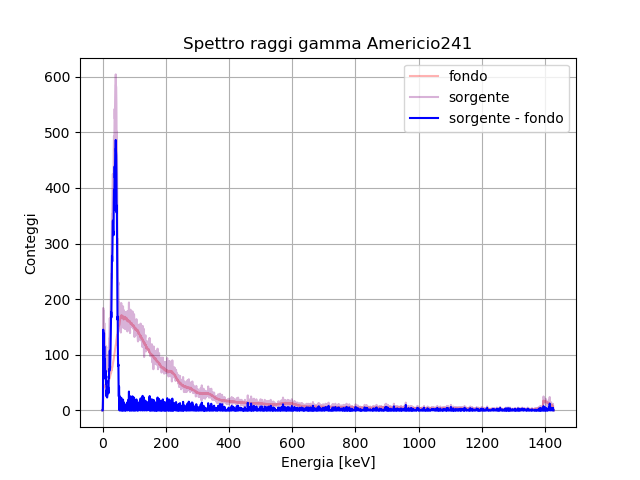 Spettro raggi gamma Americio241
fondo
sorgente
sorgente - fondo
Conteggi
600
500
400
300
200
100
0
0 200 400 600 800 1000 1200 1400
Energia [keV]